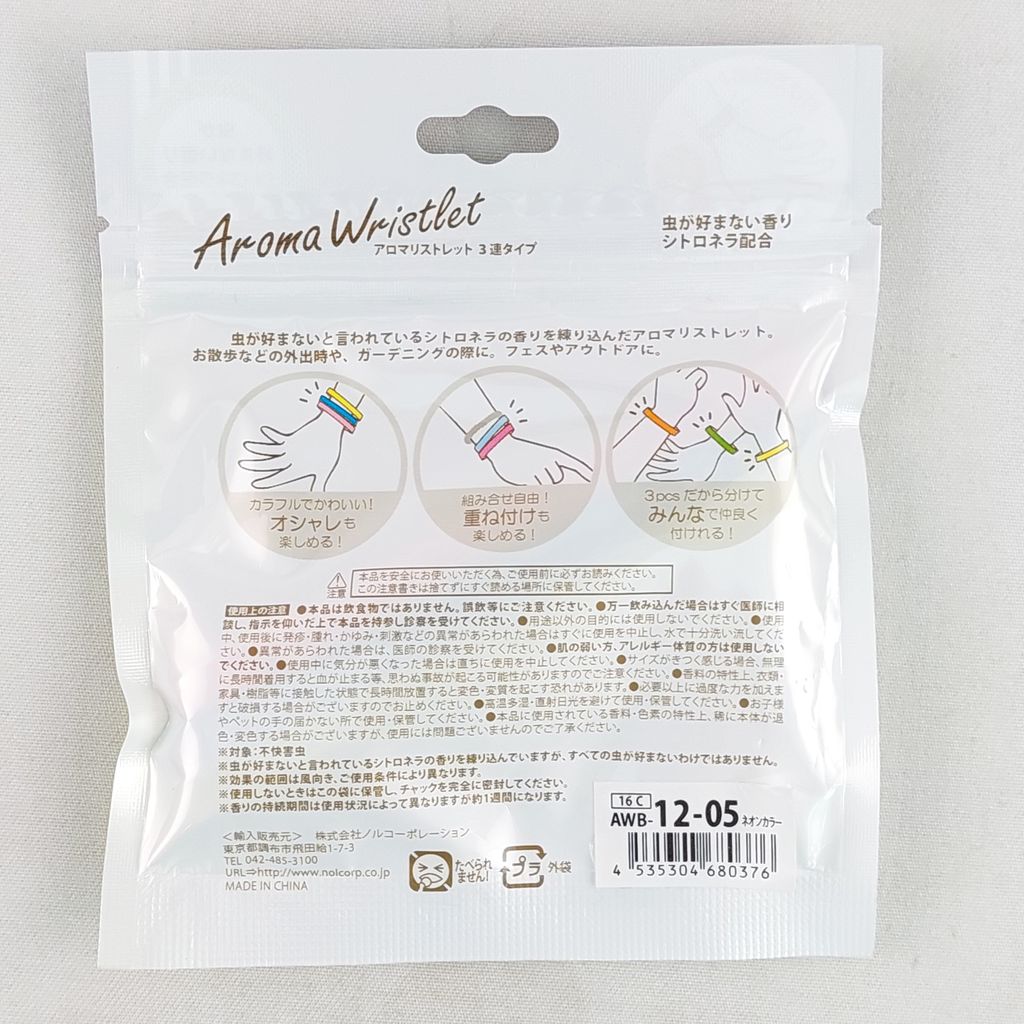 Aroma Wristlet
アロマリストレット 3連タイプ
虫が好まない香り
シトロネラ配合
虫が好まないと言われているシトロネラの香りを練り込んだアロマリストレット。
お散歩などの外出時や、ガーデニングの際に。フェスやアウトドアに。
カラフルでかわいい!
オシャレも
楽しめる!
組み合せ自由!
重ね付けも
楽しめる!
3pcsだから分けて
みんなで仲良く
付けれる!
注意
本品を安全にお使いいただく為、ご使用前に必ずお読みください。
この注意書きは捨てずにすぐ読める場所に保管してください。
使用上の注意 ●本品は飲食物ではありません。誤飲等にご注意ください。●万一飲み込んだ場合はすぐ医師に相
談し、指示を仰いだ上で本品を持参し診察を受けてください。●用途以外の目的には使用しないでください。●使用
中、使用後に発疹・腫れ・かゆみ・刺激などの異常があらわれた場合はすぐに使用を中止し、水で十分洗い流してくだ
さい。●異常があらわれた場合は、医師の診察を受けてください。●肌の弱い方、アレルギー体質の方は使用しない
でください。●使用中に気分が悪くなった場合は直ちに使用を中止してください。●サイズがきつく感じる場合、無理
に長時間着用すると血が止まる等、思わぬ事故が起こる可能性がありますのでご注意ください。●香料の特性上、衣類・
家具・樹脂等に接触した状態で長時間放置すると変色・変質を起こす恐れがあります。●必要以上に過度な力を加えま
すと破損する場合がございますのでお止めください。●高温多湿・直射日光を避けて使用・保管してください。●お子様
やペットの手の届かない所で使用・保管してください。●本品に使用されている香料・色素の特性上、稀に本体が退
色・変色する場合がございますが、使用には問題ございませんのでご了承ください。
※対象:不快害虫
※虫が好まないと言われているシトロネラの香りを練り込んでいますが、すべての虫が好まないわけではありません。
※効果の範囲は風向き、ご使用条件により異なります。
※使用しないときはこの袋に保管し、チャックを完全に密封してください。
※香りの持続期間は使用状況によって異なりますが約1週間になります。
<輸入販売元> 株式会社ノルコーポレーション
東京都調布市飛田給1-7-3
TEL 042-485-3100
URL⇒http://www.nolcorp.co.jp
MADE IN CHINA
たべられ
ません!
プラ 外袋
16 C
AWB-12-05 ネオンカラー
4 535304 680376